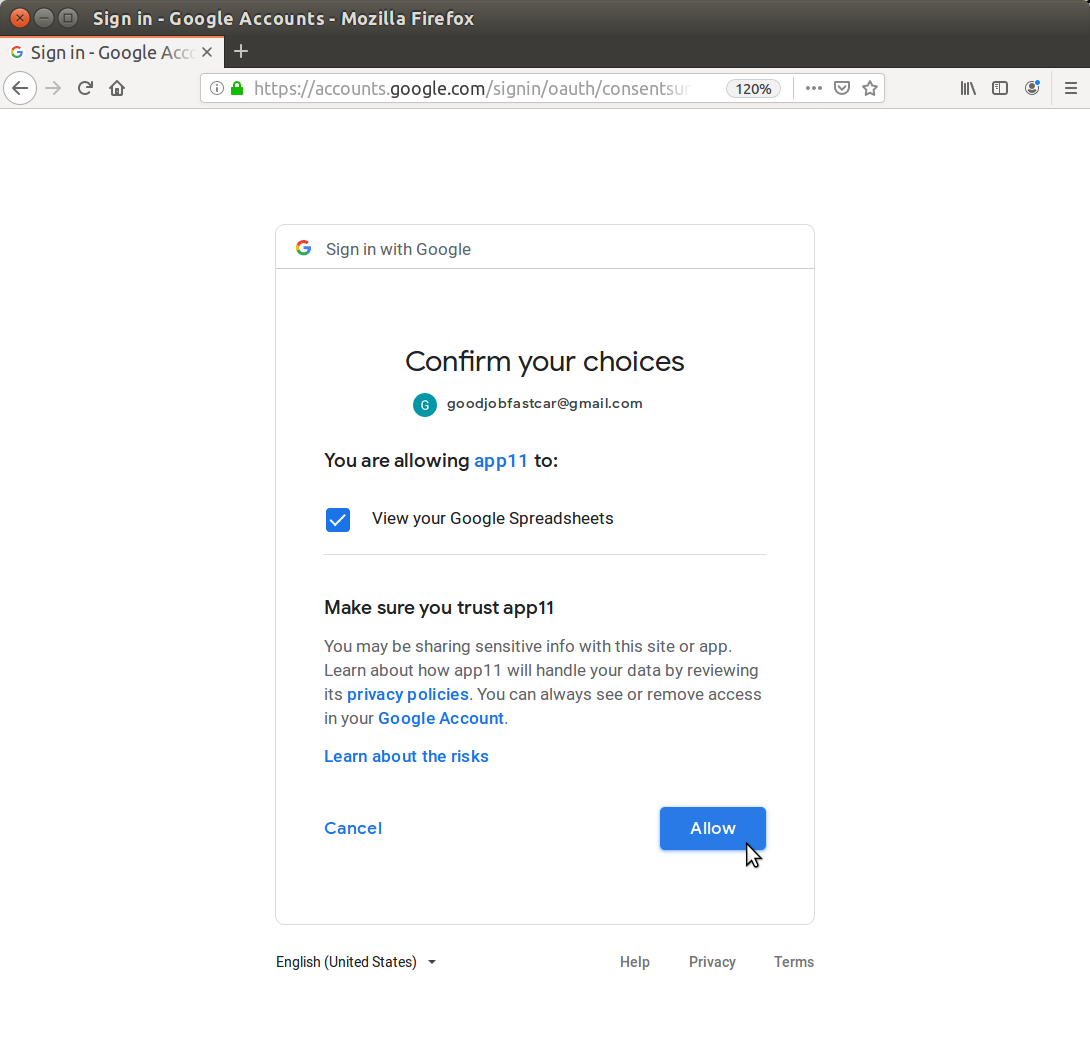 Sign in - Google Accounts - Mozilla Firefox
Sign in - Google Acc
https://accounts.google.com/signin/oauth/consentsu 120%
Sign in with Google
Confirm your choices
G goodjobfastcar@gmail.com
You are allowing app11 to:
View your Google Spreadsheets
Make sure you trust app11
You may be sharing sensitive info with this site or app.
Learn about how app11 will handle your data by reviewing
its privacy policies. You can always see or remove access
in your Google Account.
Learn about the risks
Cancel Allow
English (United States) Help Privacy Terms